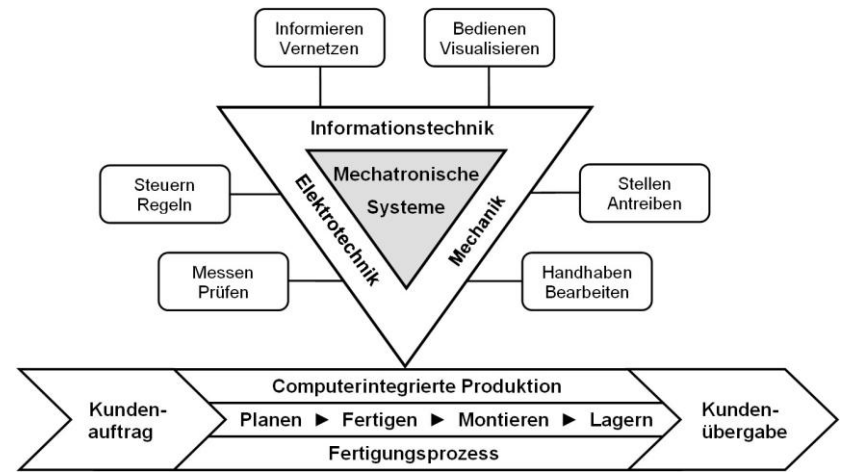 Informieren
Vernetzen
Bedienen
Visualisieren
Informationstechnik
Mechatronische
Systeme
Elektrotechnik
Mechanik
Steuern
Regeln
Stellen
Antreiben
Messen
Prüfen
Handhaben
Bearbeiten
Kunden-
auftrag
Computerintegrierte Produktion
Planen ► Fertigen ► Montieren ► Lagern
Fertigungsprozess
Kunden-
übergabe